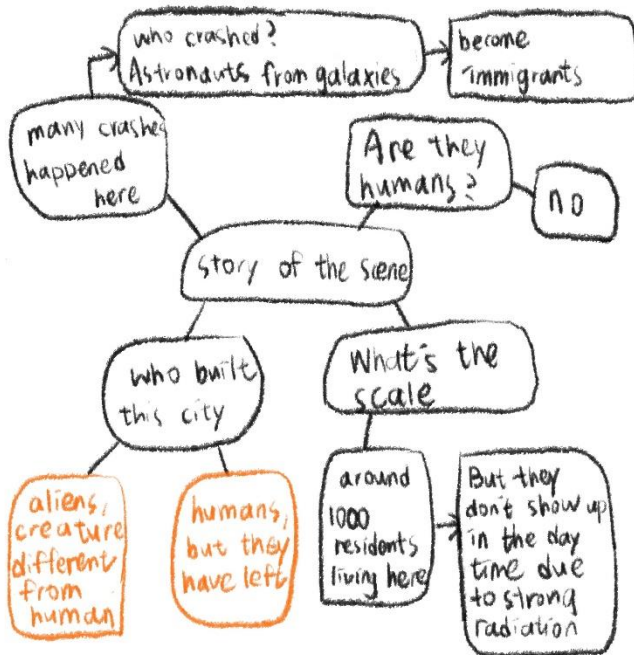 who crashed?
Astronauts from galaxies
become
immigrants
many crashes
happened
here
Are they
humans?
no
story of the scene
who built
this city
What's the
scale
aliens,
creature
different
from
human
humans,
but they
have left
around
1000
residents
living here
But they
don't show up
in the day
time due
to strong
radiation